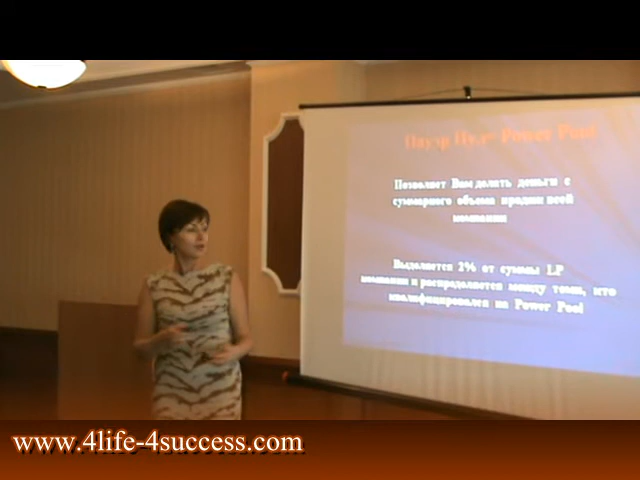 Пауэр Пул - Power Pool
Позволяет Вам делить деньги с
суммарного объема продаж всей
компании
Выделяется 2% от суммы LP
компании и распределяется между теми, кто
квалифицировался на Power Pool
www.4life-4success.com